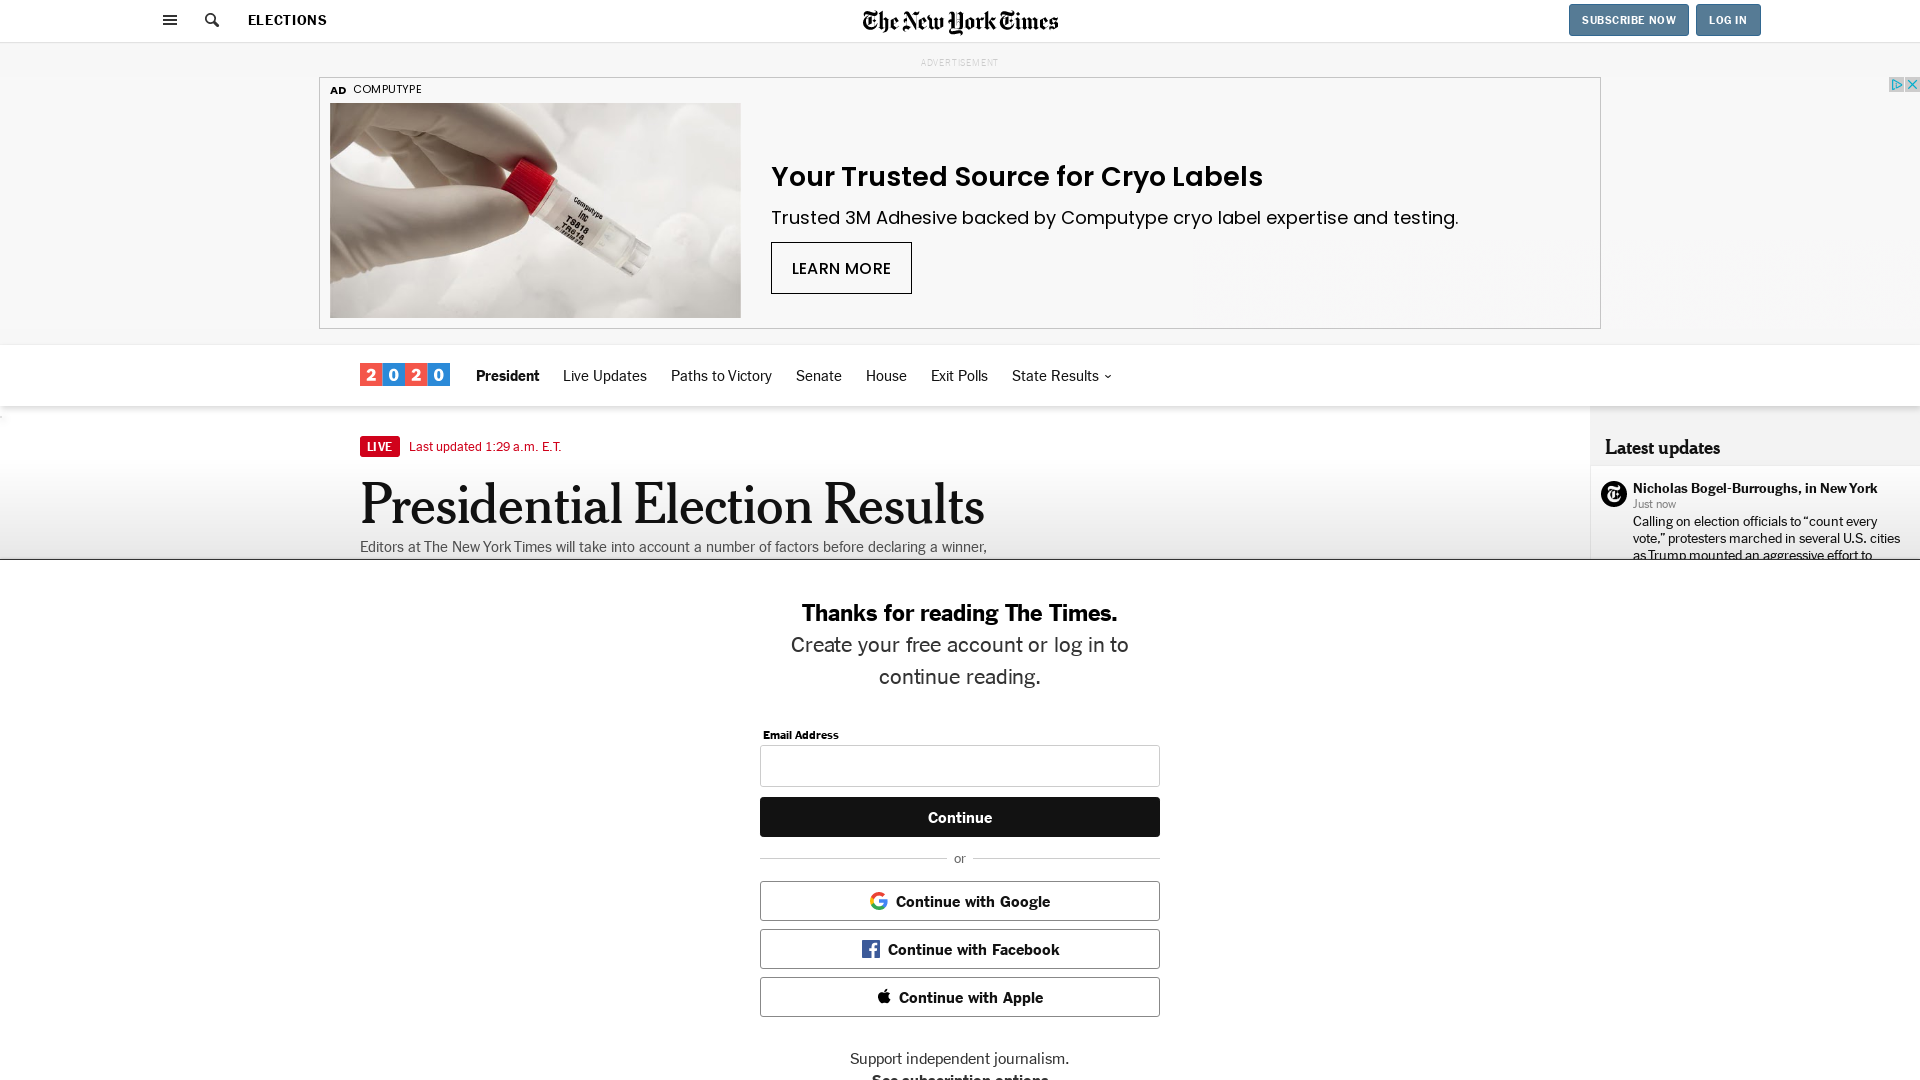 ELECTIONS
The New York Times
SUBSCRIBE NOW
LOG IN
ADVERTISEMENT
AD COMPUTYPE
Computype
inc
TS818
TR618
Your Trusted Source for Cryo Labels
Trusted 3M Adhesive backed by Computype cryo label expertise and testing.
LEARN MORE
2020
President
Live Updates
Paths to Victory
Senate
House
Exit Polls
State Results
LIVE
Last updated 1:29 a.m. E.T.
Presidential Election Results
Editors at The New York Times will take into account a number of factors before declaring a winner,
Latest updates
Nicholas Bogel-Burroughs, in New York
Just now
Calling on election officials to “count every
vote,” protesters marched in several U.S. cities
as Trump mounted an aggressive effort to
Thanks for reading The Times.
Create your free account or log in to
continue reading.
Email Address
Continue
or
Continue with Google
Continue with Facebook
Continue with Apple
Support independent journalism.
See subscription options